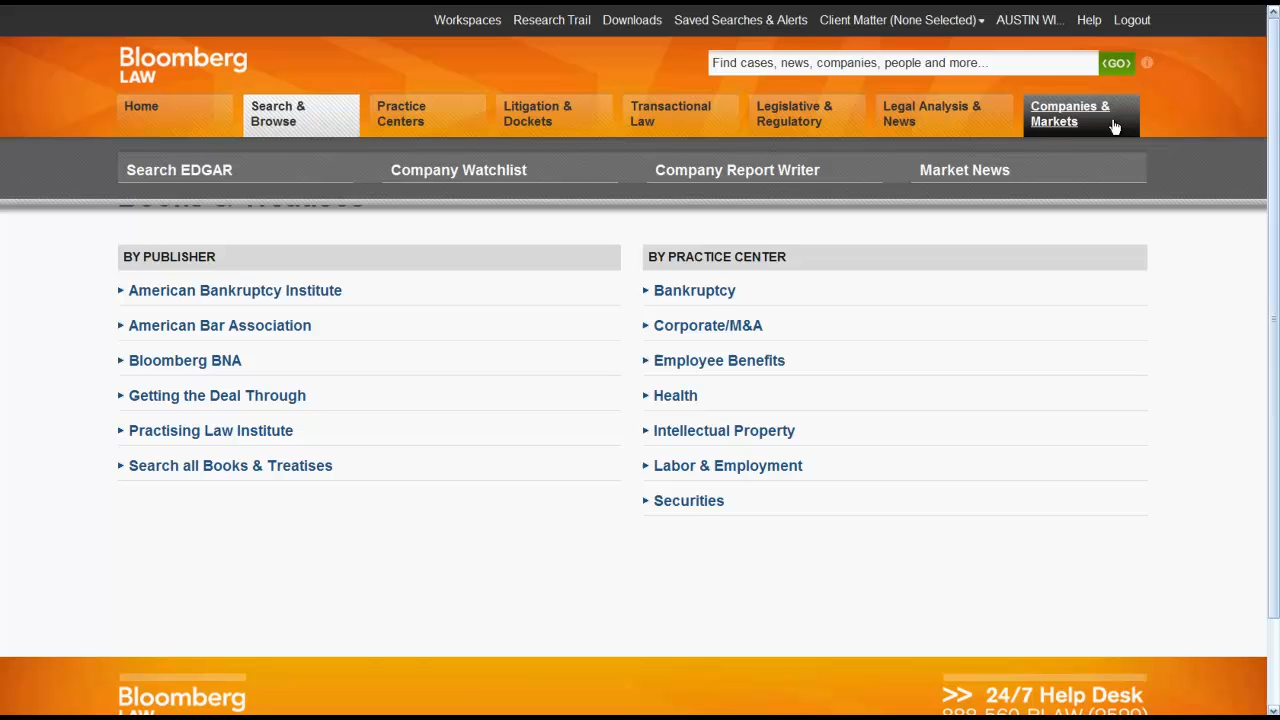 Workspaces Research Trail Downloads Saved Searches & Alerts Client Matter (None Selected) AUSTIN WI... Help Logout
Bloomberg
LAW
Find cases, news, companies, people and more... GO
Home
Search &
Browse
Practice
Centers
Litigation &
Dockets
Transactional
Law
Legislative &
Regulatory
Legal Analysis &
News
Companies &
Markets
Search EDGAR Company Watchlist Company Report Writer Market News
BY PUBLISHER
American Bankruptcy Institute
American Bar Association
Bloomberg BNA
Getting the Deal Through
Practising Law Institute
Search all Books & Treatises
BY PRACTICE CENTER
Bankruptcy
Corporate/M&A
Employee Benefits
Health
Intellectual Property
Labor & Employment
Securities
Bloomberg
LAW
>> 24/7 Help Desk